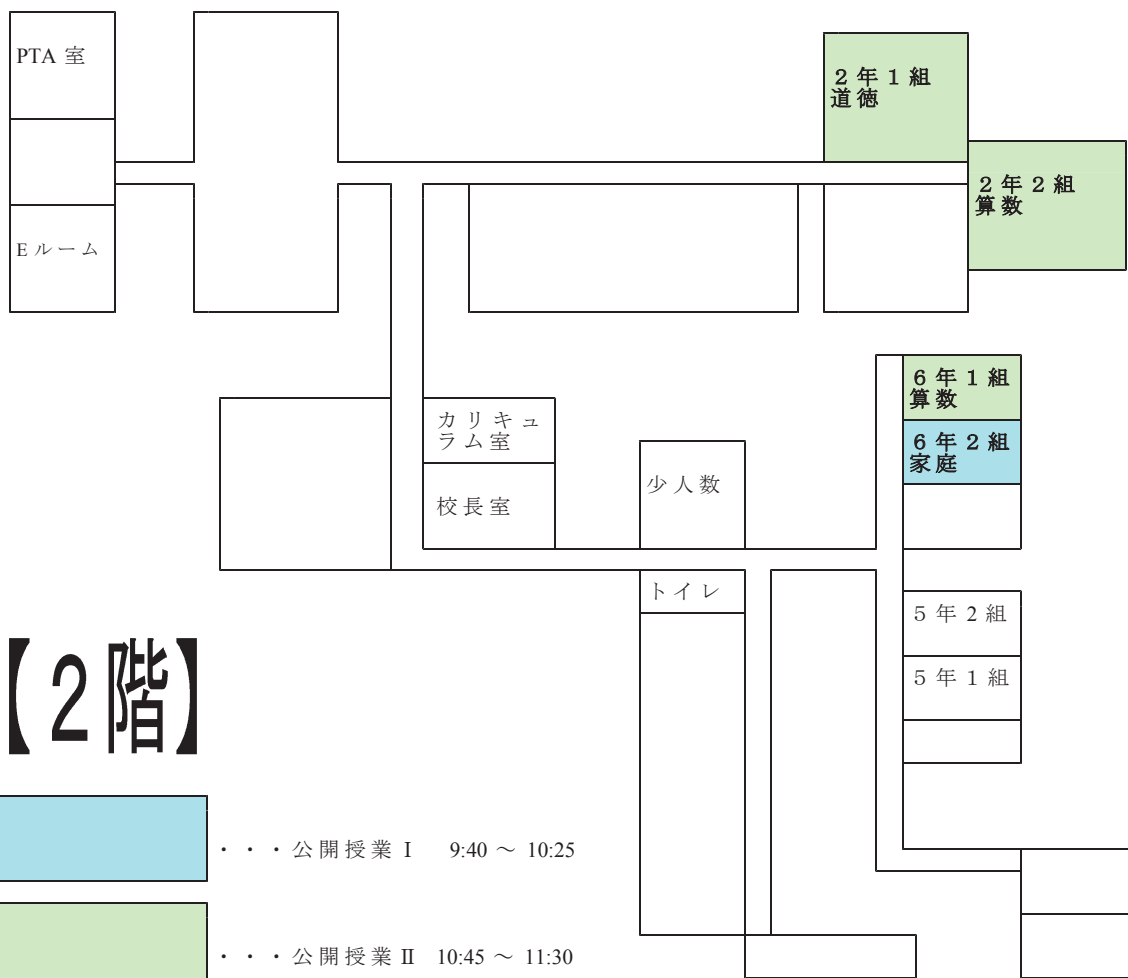 PTA 室
２年１組
道徳
２年２組
算数
Eルーム
６年１組
算数
カリキュ
ラム室
６年２組
家庭
少人数
校長室
トイレ
５年２組
５年１組
【２階】
・・・公開授業Ⅰ 9:40 ～ 10:25
・・・公開授業Ⅱ 10:45 ～ 11:30